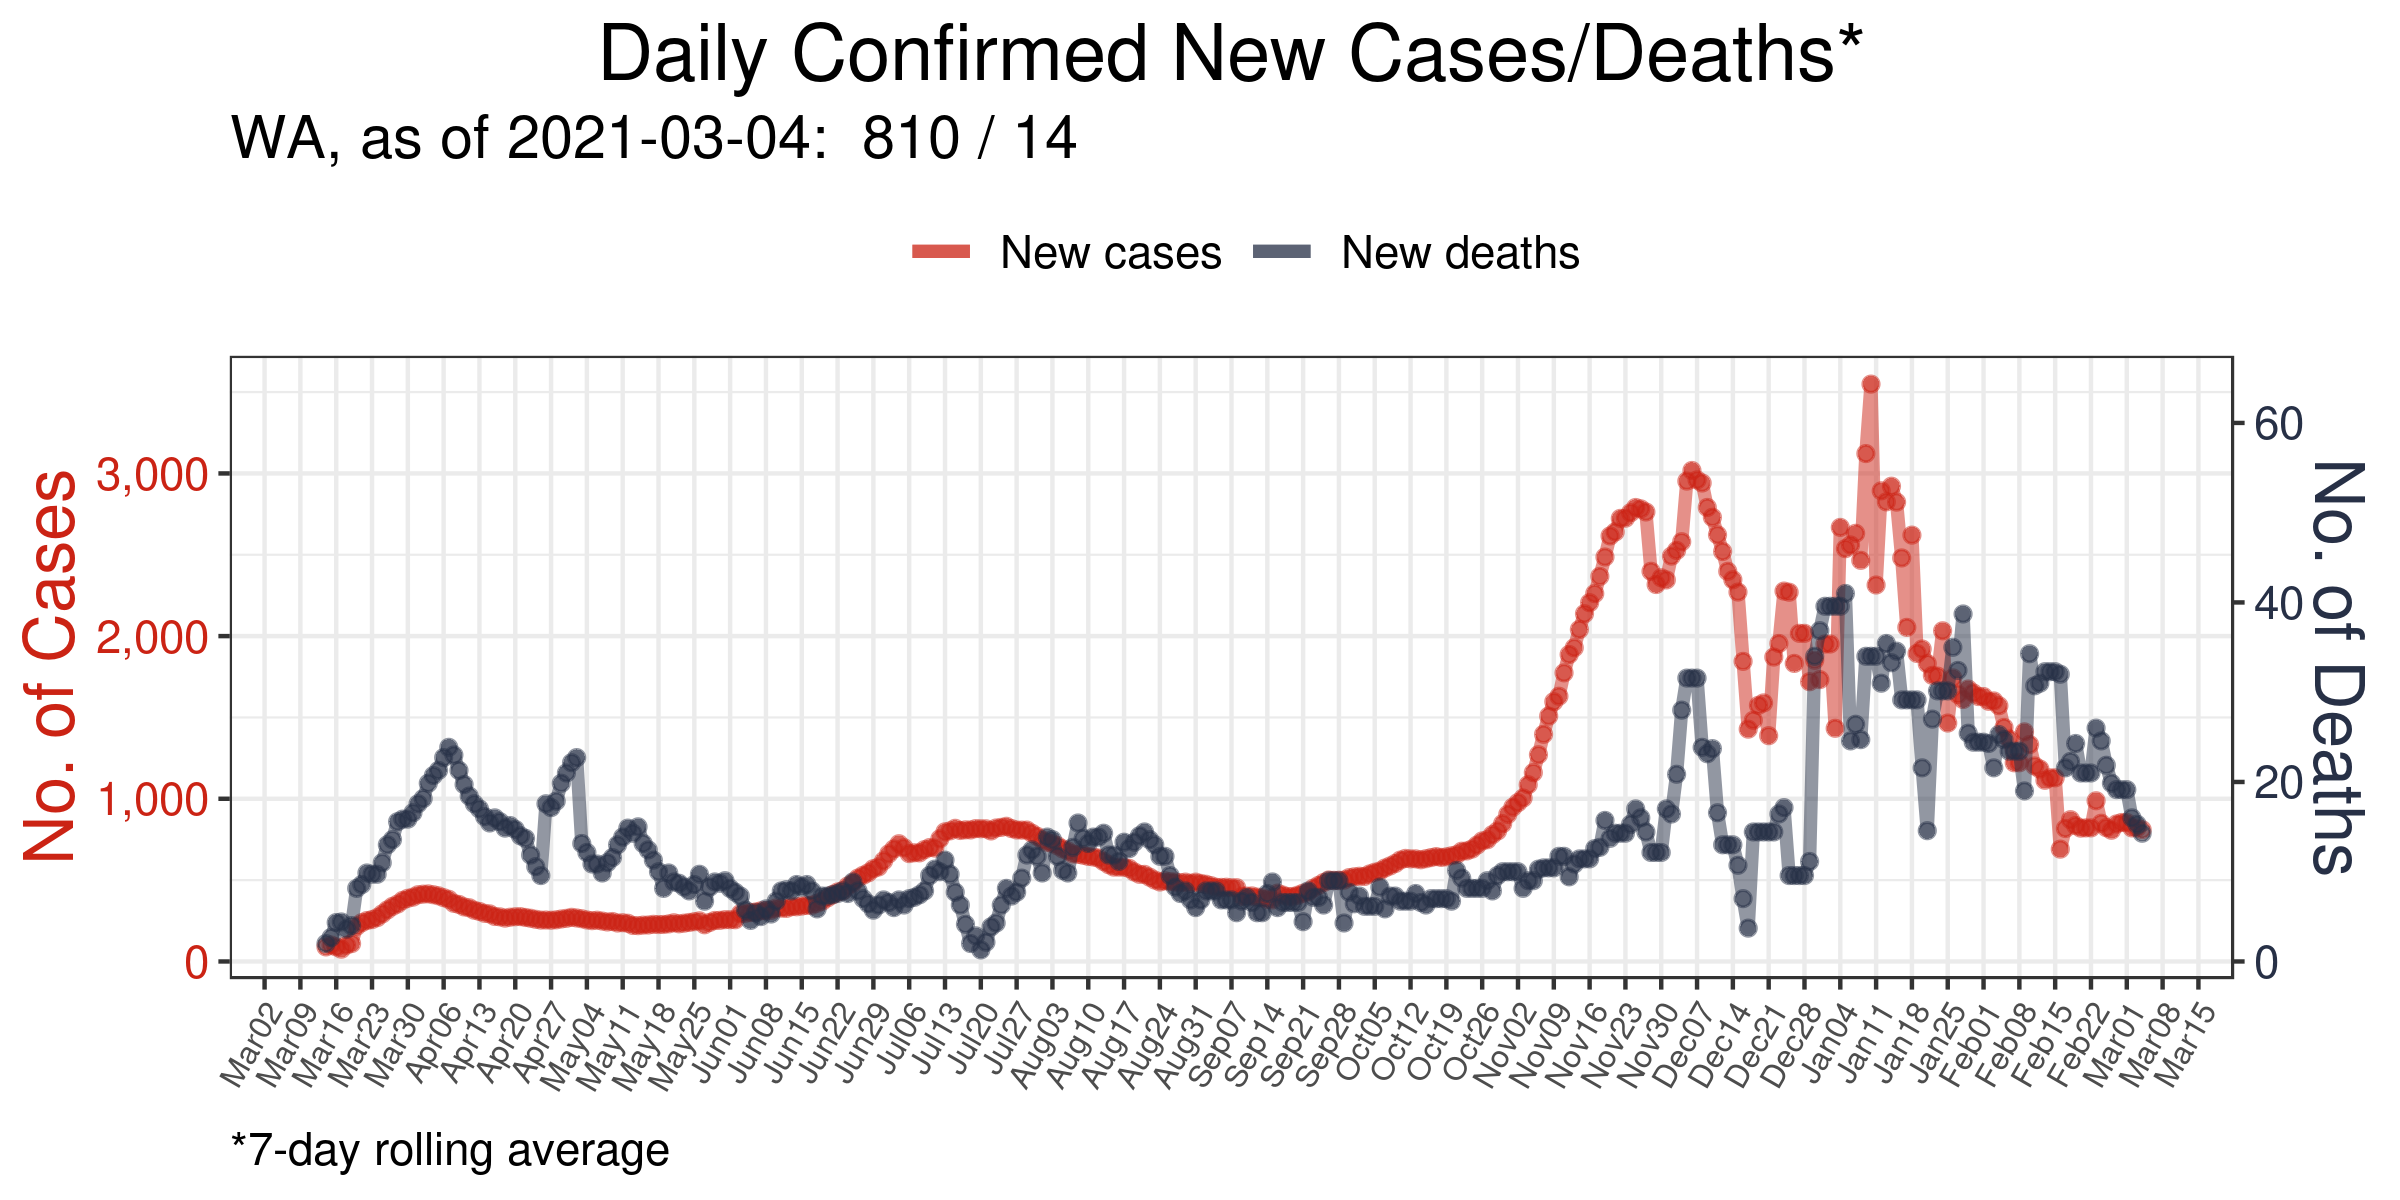 Daily Confirmed New Cases/Deaths*
WA, as of 2021-03-04:  810 / 14
New cases
New deaths
No. of Cases
3,000
2,000
1,000
0
60
40
20
0
No. of Deaths
Mar02
Mar09
Mar16
Mar23
Mar30
Apr06
Apr13
Apr20
Apr27
May04
May11
May18
May25
Jun01
Jun08
Jun15
Jun22
Jun29
Jul06
Jul13
Jul20
Jul27
Aug03
Aug10
Aug17
Aug24
Aug31
Sep07
Sep14
Sep21
Sep28
Oct05
Oct12
Oct19
Oct26
Nov02
Nov09
Nov16
Nov23
Nov30
Dec07
Dec14
Dec21
Dec28
Jan04
Jan11
Jan18
Jan25
Feb01
Feb08
Feb15
Feb22
Mar01
Mar08
Mar15
*7-day rolling average